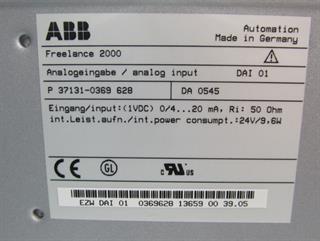 ABB
Automation
Made in Germany
Freelance 2000
Analogeingabe / analog input DAI 01
P 37131-0369 628 DA 0545
Eingang/input:(1VDC) 0/4...20 mA, Ri: 50 Ohm
int.Leist.aufn./int.power consumpt.:24V/9,6W
CE GL c UR us
EZW DAI 01 0369628 13659 00 39.05